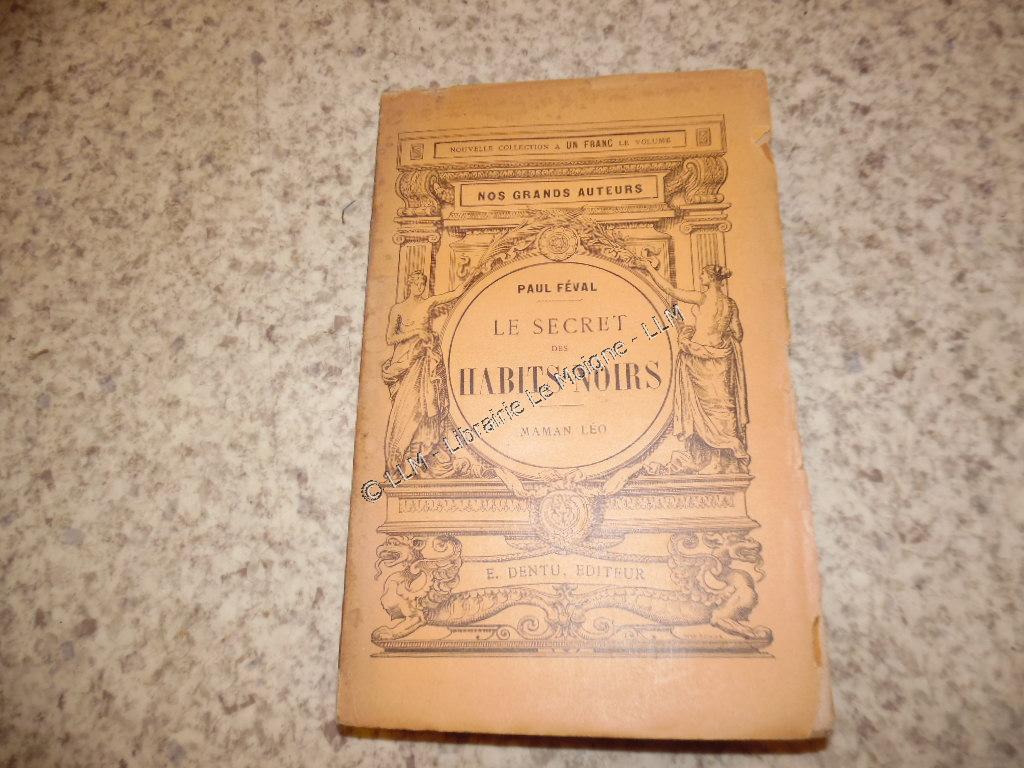 NOUVELLE COLLECTION A UN FRANC LE VOLUME
NOS GRANDS AUTEURS
PAUL FÉVAL
LE SECRET
DES
HABITS NOIRS
MAMAN LÉO
E. DENTU, EDITEUR
© LLM - Librairie Le Moigne - LLM